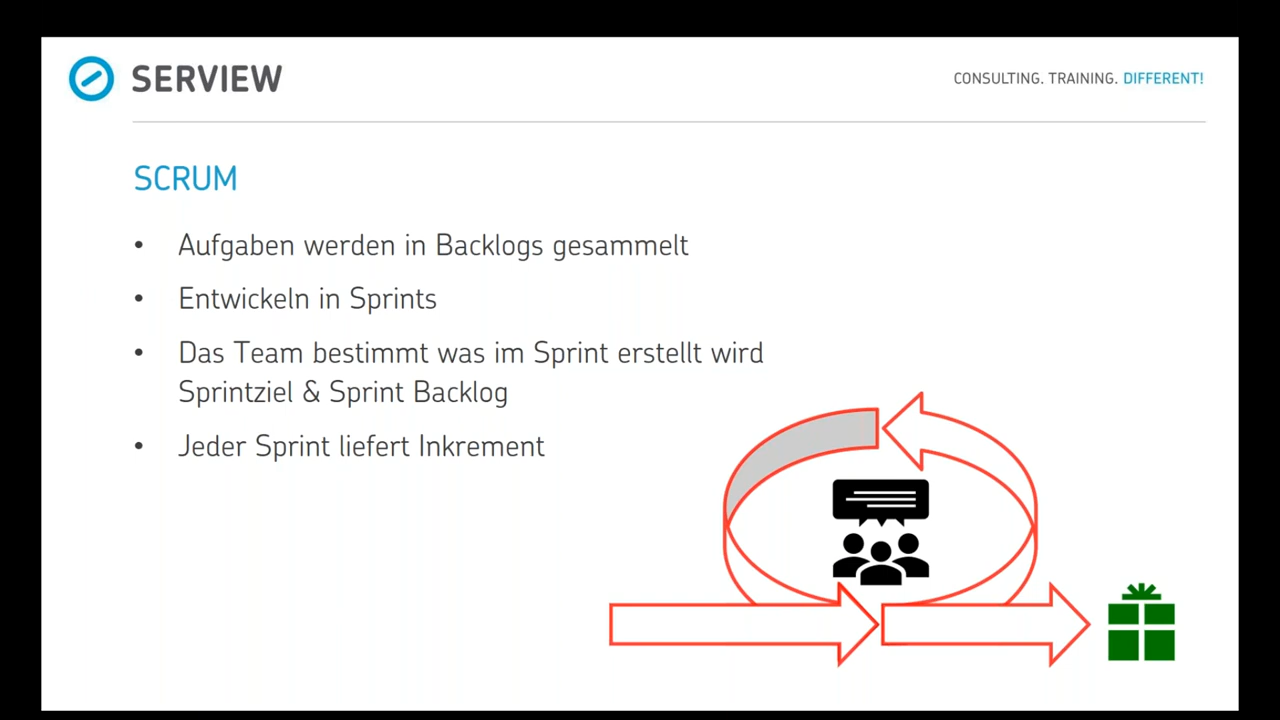 SERVIEW
CONSULTING. TRAINING. DIFFERENT!
SCRUM
• Aufgaben werden in Backlogs gesammelt
• Entwickeln in Sprints
• Das Team bestimmt was im Sprint erstellt wird
Sprintziel & Sprint Backlog
• Jeder Sprint liefert Inkrement